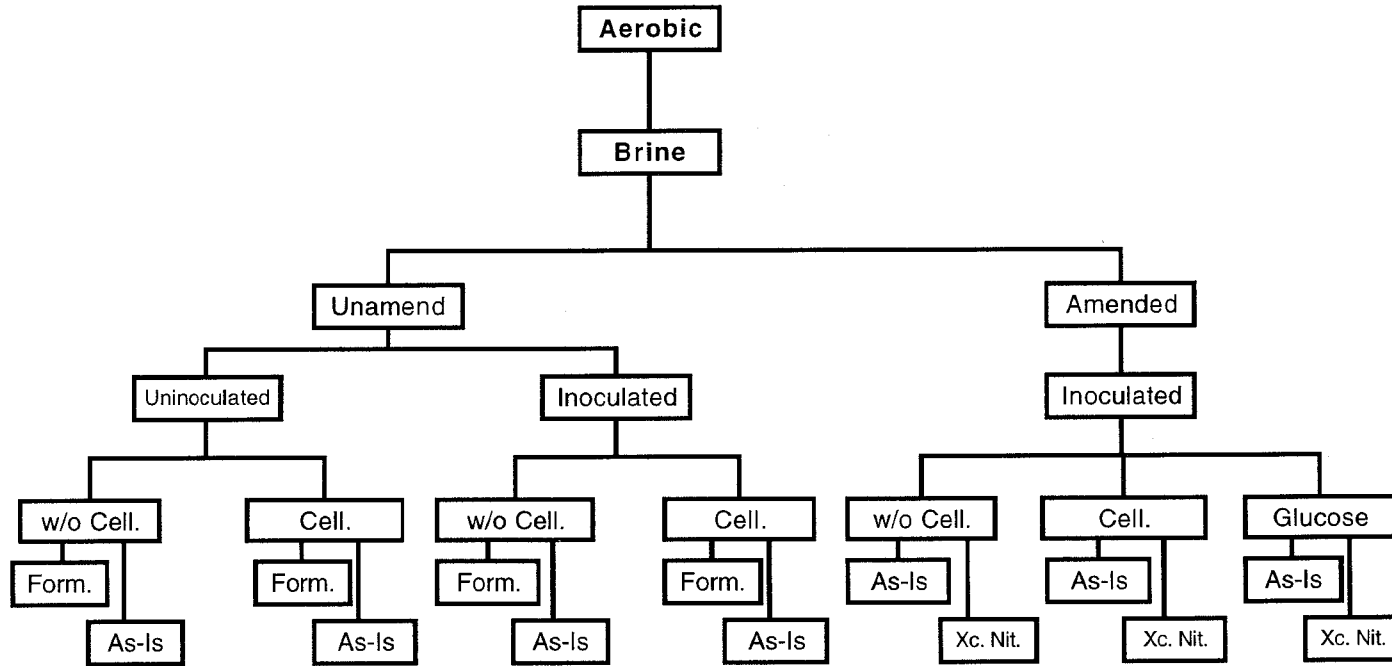 Aerobic
Brine
Unamend
Amended
Uninoculated
Inoculated
Inoculated
w/o Cell.
Cell.
w/o Cell.
Cell.
w/o Cell.
Cell.
Glucose
Form.
Form.
Form.
Form.
As-Is
As-Is
As-Is
As-Is
As-Is
As-Is
As-Is
Xc. Nit.
Xc. Nit.
Xc. Nit.